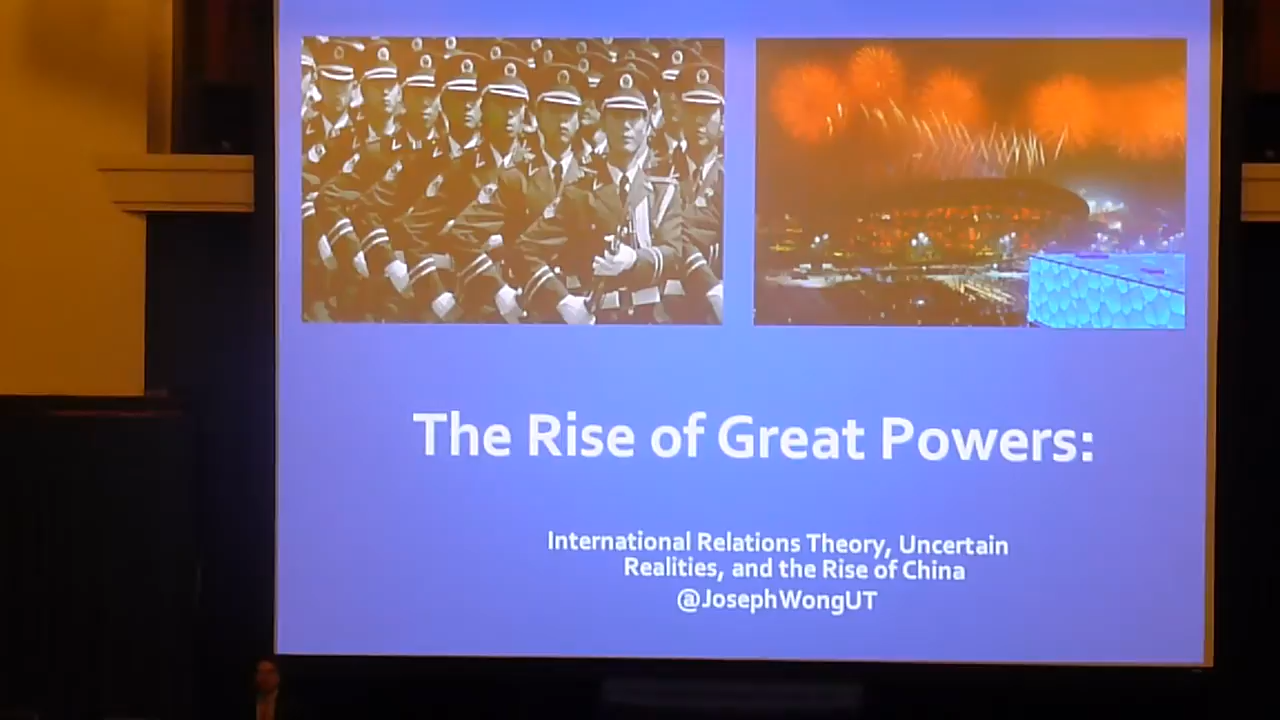 The Rise of Great Powers:
International Relations Theory, Uncertain
Realities, and the Rise of China
@JosephWongUT